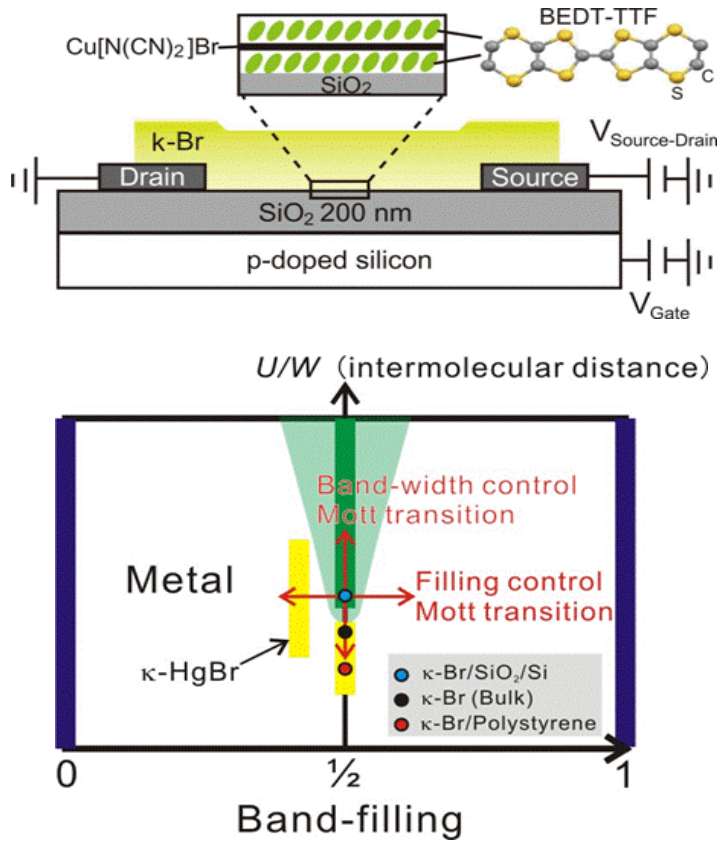 BEDT-TTF
Cu[N(CN)₂]Br
SiO₂
C
S
k-Br
V_Source-Drain
Drain
Source
SiO₂ 200 nm
p-doped silicon
V_Gate
U/W (intermolecular distance)
Band-width control
Mott transition
Metal
Filling control
Mott transition
κ-HgBr
κ-Br/SiO₂/Si
κ-Br (Bulk)
κ-Br/Polystyrene
0
½
1
Band-filling